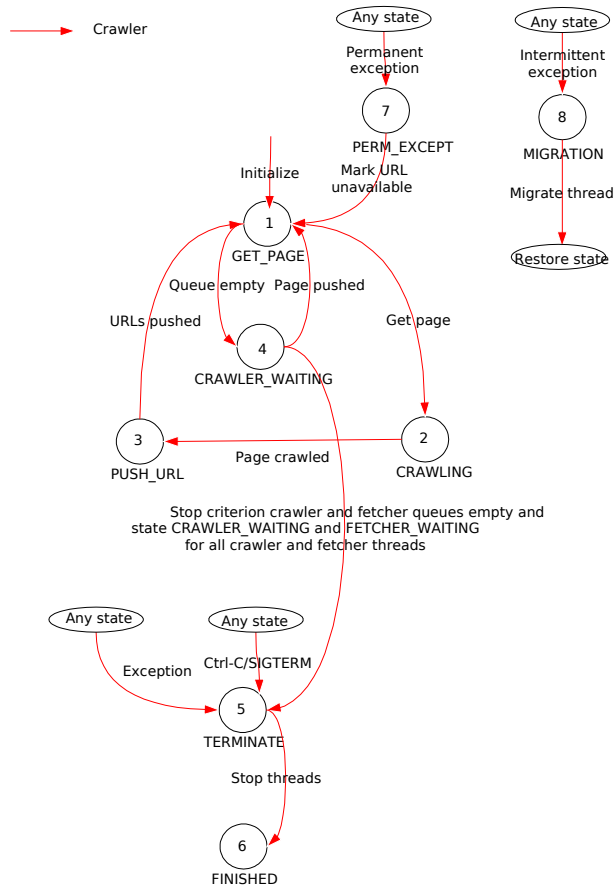 Crawler
Any state
Any state
Permanent
exception
Intermittent
exception
7
8
PERM_EXCEPT
MIGRATION
Initialize
Mark URL
unavailable
Migrate thread
1
GET_PAGE
Restore state
Queue empty
Page pushed
URLs pushed
Get page
4
CRAWLER_WAITING
3
2
PUSH_URL
Page crawled
CRAWLING
Stop criterion crawler and fetcher queues empty and
state CRAWLER_WAITING and FETCHER_WAITING
for all crawler and fetcher threads
Any state
Any state
Exception
Ctrl-C/SIGTERM
5
TERMINATE
Stop threads
6
FINISHED